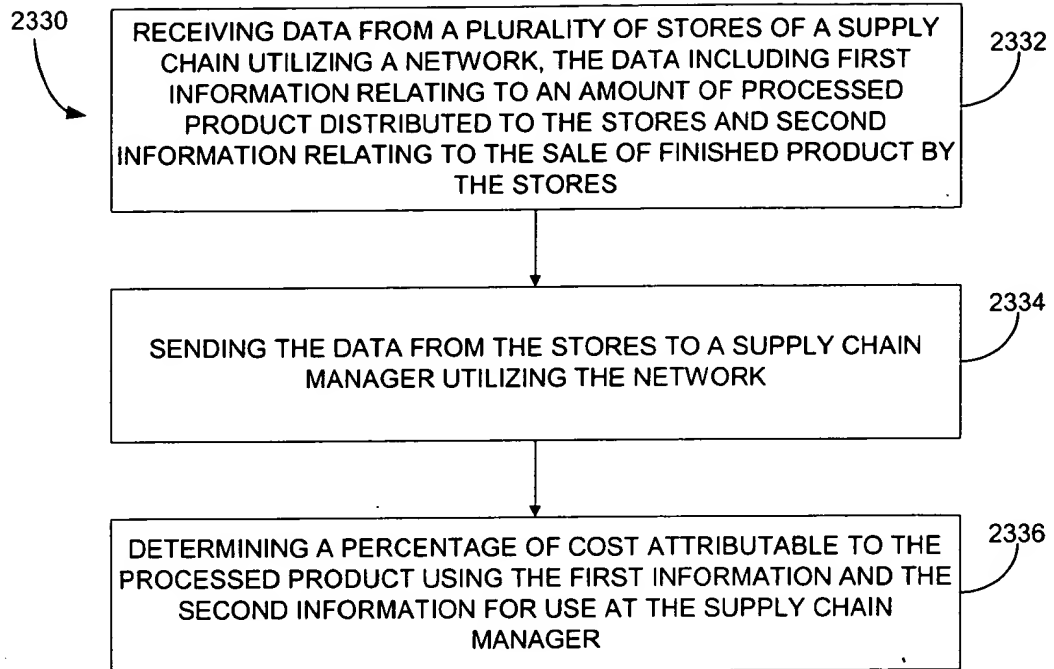 2330
RECEIVING DATA FROM A PLURALITY OF STORES OF A SUPPLY
CHAIN UTILIZING A NETWORK, THE DATA INCLUDING FIRST
INFORMATION RELATING TO AN AMOUNT OF PROCESSED
PRODUCT DISTRIBUTED TO THE STORES AND SECOND
INFORMATION RELATING TO THE SALE OF FINISHED PRODUCT BY
THE STORES
2332
SENDING THE DATA FROM THE STORES TO A SUPPLY CHAIN
MANAGER UTILIZING THE NETWORK
2334
DETERMINING A PERCENTAGE OF COST ATTRIBUTABLE TO THE
PROCESSED PRODUCT USING THE FIRST INFORMATION AND THE
SECOND INFORMATION FOR USE AT THE SUPPLY CHAIN
MANAGER
2336